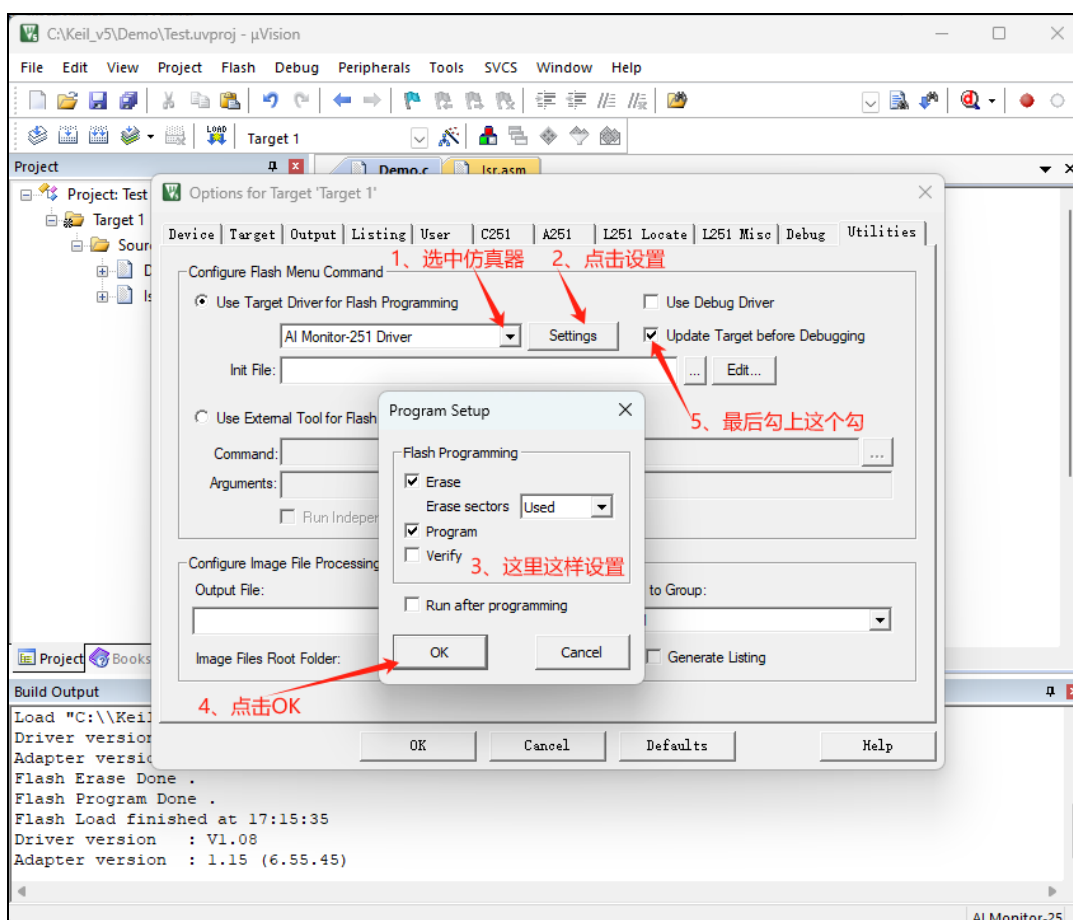 C:\Keil_v5\Demo\Test.uvproj - µVision
File Edit View Project Flash Debug Peripherals Tools SVCS Window Help
LOAD Target 1
Project
Demo.c Isr.asm
Project: Test
Target 1
Sour
D
Is
Options for Target 'Target 1'
Device Target Output Listing User C251 A251 L251 Locate L251 Misc Debug Utilities
Configure Flash Menu Command
1、选中仿真器 2、点击设置
Use Target Driver for Flash Programming Use Debug Driver
AI Monitor-251 Driver Settings Update Target before Debugging
Init File: ... Edit...
5、最后勾上这个勾
Use External Tool for Flash
Command: ...
Arguments:
Run Indeper
Program Setup
Flash Programming
Erase
Erase sectors Used
Program
Verify
3、这里这样设置
Run after programming
OK Cancel
4、点击OK
Configure Image File Processing
Output File: to Group:
Image Files Root Folder: Generate Listing
OK Cancel Defaults Help
Project Books
Build Output
Load "C:\\Keil
Driver version
Adapter versic
Flash Erase Done .
Flash Program Done .
Flash Load finished at 17:15:35
Driver version : V1.08
Adapter version : 1.15 (6.55.45)
AI Monitor-25